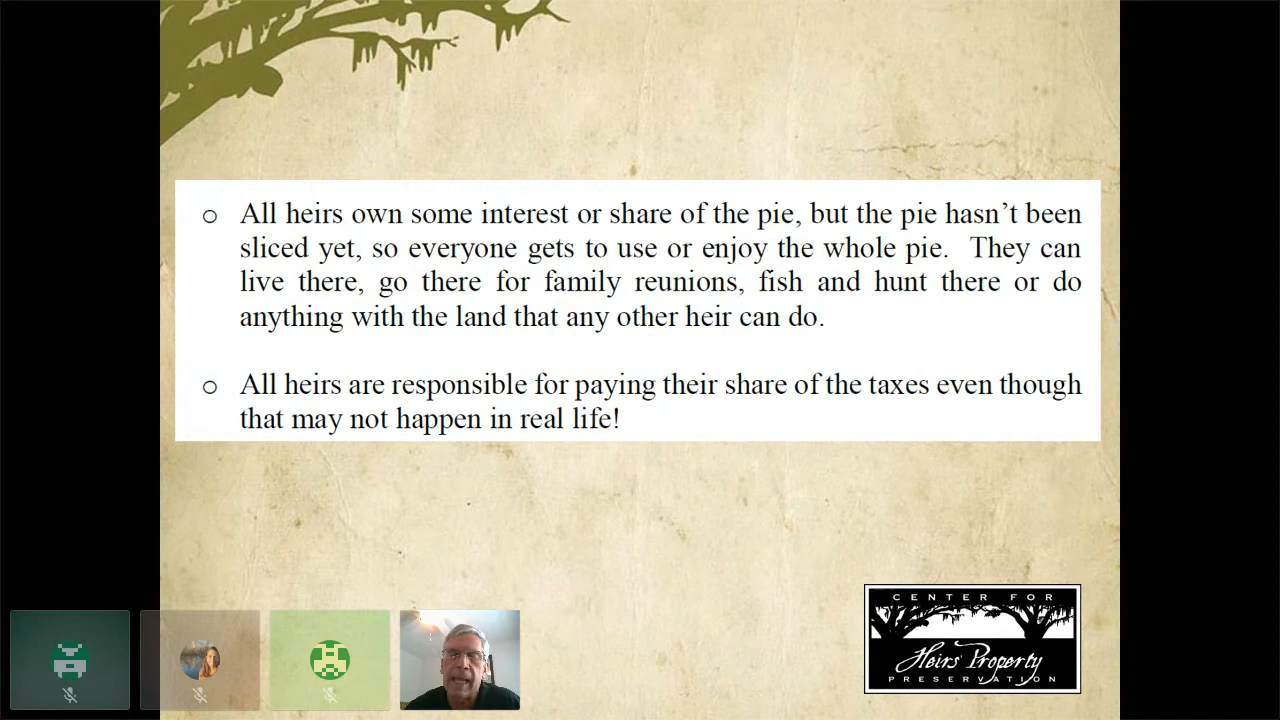 o All heirs own some interest or share of the pie, but the pie hasn’t been
sliced yet, so everyone gets to use or enjoy the whole pie. They can
live there, go there for family reunions, fish and hunt there or do
anything with the land that any other heir can do.
o All heirs are responsible for paying their share of the taxes even though
that may not happen in real life!
CENTER FOR
Heirs' Property
PRESERVATION